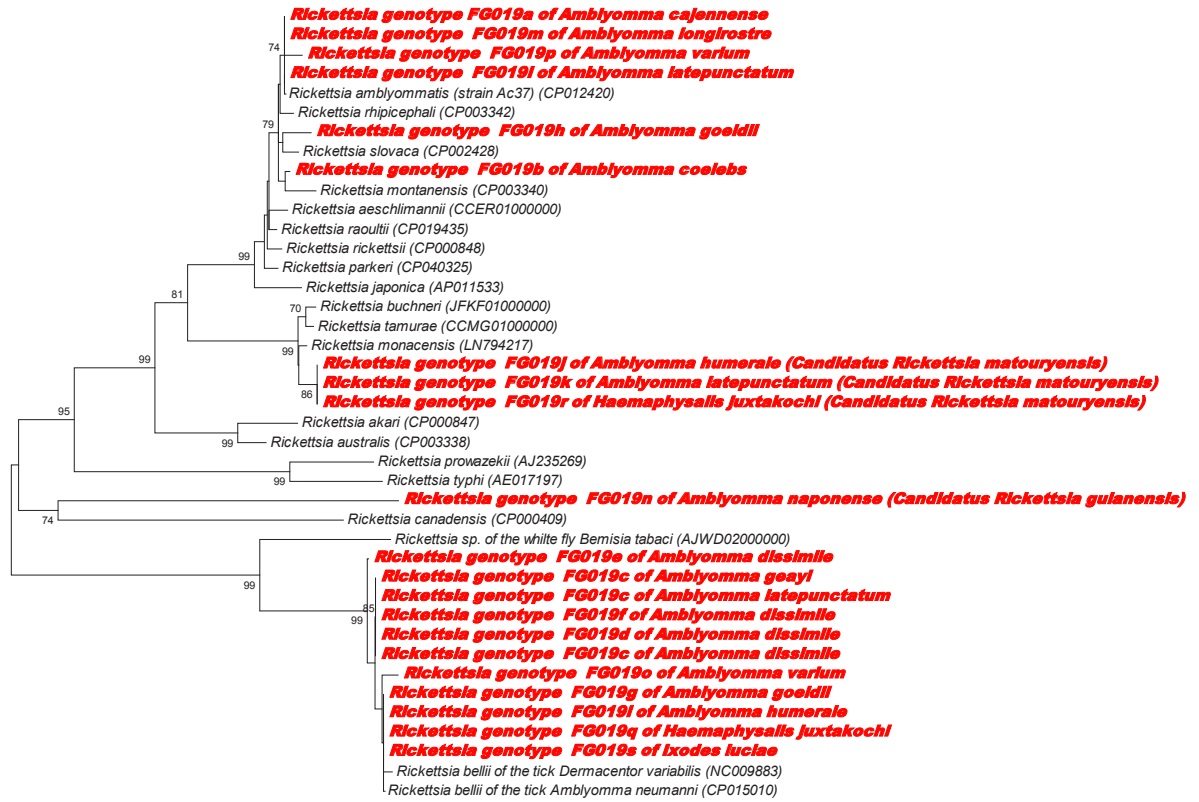 Rickettsia genotype FG019a of Amblyomma cajennense
Rickettsia genotype FG019m of Amblyomma longirostre
74
Rickettsia genotype FG019p of Amblyomma varium
Rickettsia genotype FG019l of Amblyomma latepunctatum
Rickettsia amblyommatis (strain Ac37) (CP012420)
Rickettsia rhipicephali (CP003342)
79
Rickettsia genotype FG019h of Amblyomma goeldii
Rickettsia slovaca (CP002428)
Rickettsia genotype FG019b of Amblyomma coelebs
Rickettsia montanensis (CP003340)
Rickettsia aeschlimannii (CCER01000000)
Rickettsia raoultii (CP019435)
Rickettsia rickettsii (CP000848)
99
Rickettsia parkeri (CP040325)
Rickettsia japonica (AP011533)
81
70
Rickettsia buchneri (JFKF01000000)
Rickettsia tamurae (CCMG01000000)
99
Rickettsia monacensis (LN794217)
99
Rickettsia genotype FG019j of Amblyomma humerale (Candidatus Rickettsia matouryensis)
Rickettsia genotype FG019k of Amblyomma latepunctatum (Candidatus Rickettsia matouryensis)
86
Rickettsia genotype FG019r of Haemaphysalis juxtakochi (Candidatus Rickettsia matouryensis)
95
Rickettsia akari (CP000847)
99
Rickettsia australis (CP003338)
Rickettsia prowazekii (AJ235269)
99
Rickettsia typhi (AE017197)
Rickettsia genotype FG019n of Amblyomma naponense (Candidatus Rickettsia guianensis)
74
Rickettsia canadensis (CP000409)
Rickettsia sp. of the whilte fly Bemisia tabaci (AJWD02000000)
Rickettsia genotype FG019e of Amblyomma dissimile
99
Rickettsia genotype FG019c of Amblyomma geayi
Rickettsia genotype FG019c of Amblyomma latepunctatum
85
99
Rickettsia genotype FG019f of Amblyomma dissimile
Rickettsia genotype FG019d of Amblyomma dissimile
Rickettsia genotype FG019c of Amblyomma dissimile
Rickettsia genotype FG019o of Amblyomma varium
Rickettsia genotype FG019g of Amblyomma goeldii
Rickettsia genotype FG019i of Amblyomma humerale
Rickettsia genotype FG019q of Haemaphysalis juxtakochi
Rickettsia genotype FG019s of Ixodes luciae
Rickettsia bellii of the tick Dermacentor variabilis (NC009883)
Rickettsia bellii of the tick Amblyomma neumanni (CP015010)